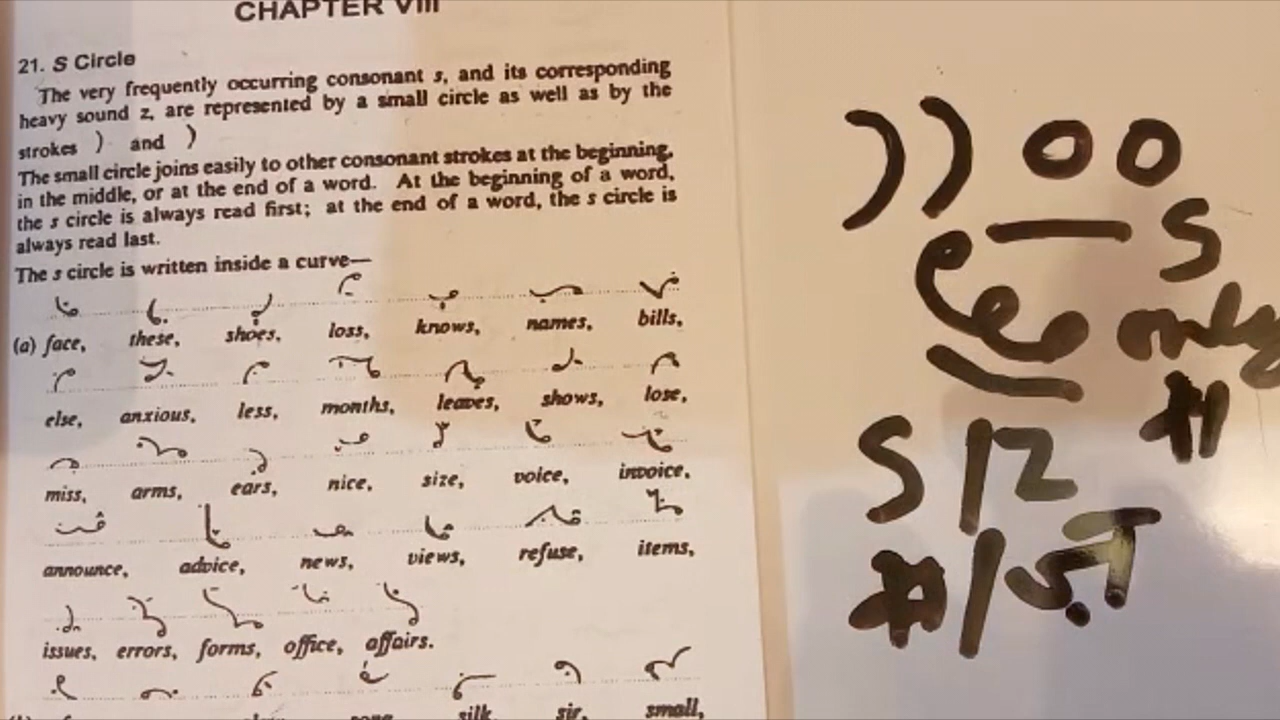 CHAPTER VIII
21. S Circle
The very frequently occurring consonant s, and its corresponding
heavy sound z, are represented by a small circle as well as by the
strokes ) and )
The small circle joins easily to other consonant strokes at the beginning,
in the middle, or at the end of a word. At the beginning of a word,
the s circle is always read first; at the end of a word, the s circle is
always read last.
The s circle is written inside a curve—
(a) face, these, shoes, loss, knows, names, bills,
else, anxious, less, months, leaves, shows, lose,
miss, arms, ears, nice, size, voice, invoice,
announce, advice, news, views, refuse, items,
issues, errors, forms, office, affairs.
song silk, sir, small,
S
only
S/Z